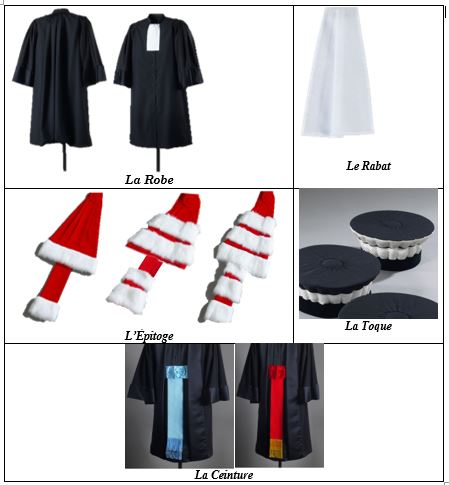 La Robe
Le Rabat
L'Épitoge
La Toque
La Ceinture